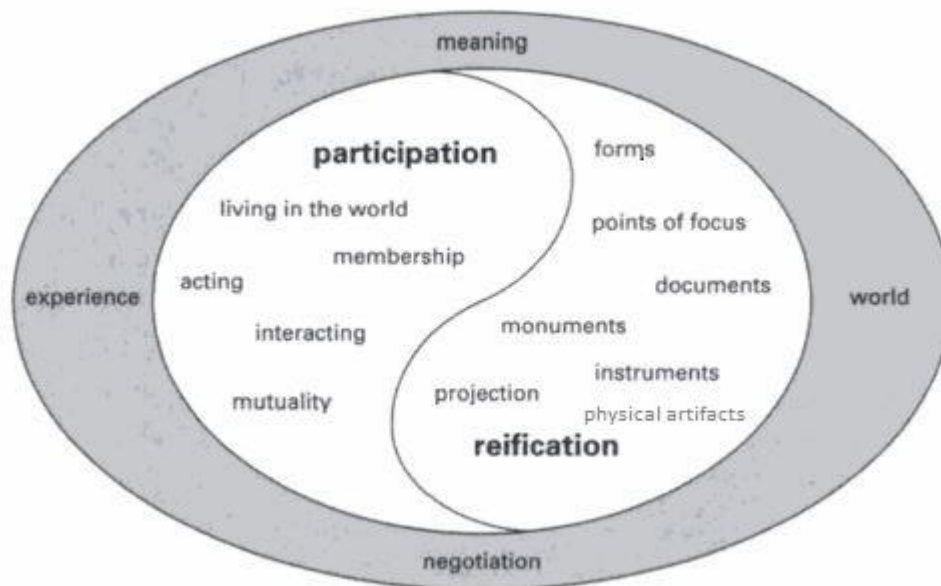 meaning
participation
forms
living in the world
points of focus
membership
acting
documents
experience
world
monuments
interacting
instruments
projection
mutuality
physical artifacts
reification
negotiation